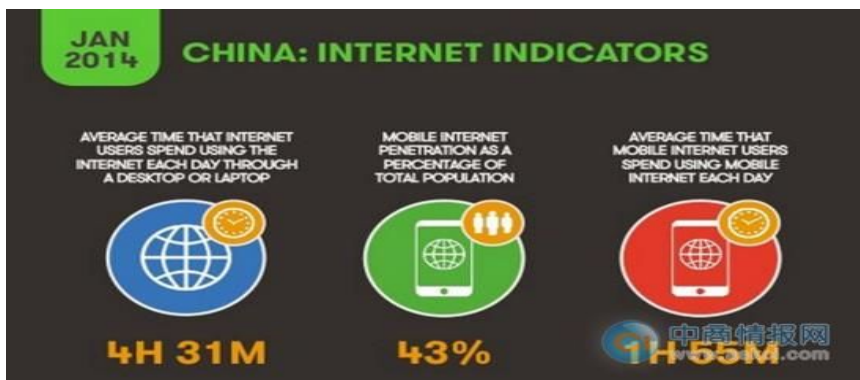 JAN
2014
CHINA: INTERNET INDICATORS
AVERAGE TIME THAT INTERNET
USERS SPEND USING THE
INTERNET EACH DAY THROUGH
A DESKTOP OR LAPTOP
MOBILE INTERNET
PENETRATION AS A
PERCENTAGE OF
TOTAL POPULATION
AVERAGE TIME THAT
MOBILE INTERNET USERS
SPEND USING MOBILE
INTERNET EACH DAY
4H 31M
43%
1H 55M
中商情报网